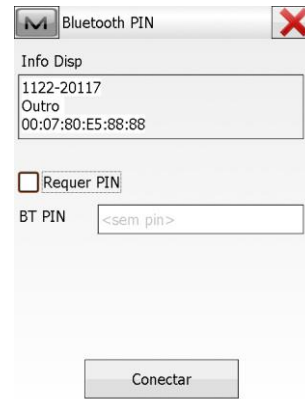 Bluetooth PIN
Info Disp
1122-20117
Outro
00:07:80:E5:88:88
Requer PIN
BT PIN <sem pin>
Conectar